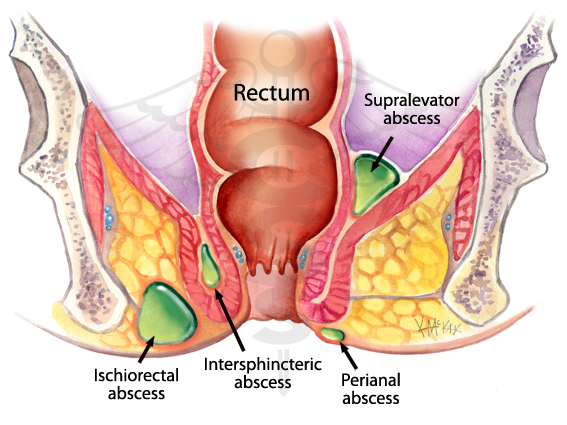 Rectum
Supralevator
abscess
Ischiorectal
abscess
Intersphincteric
abscess
Perianal
abscess